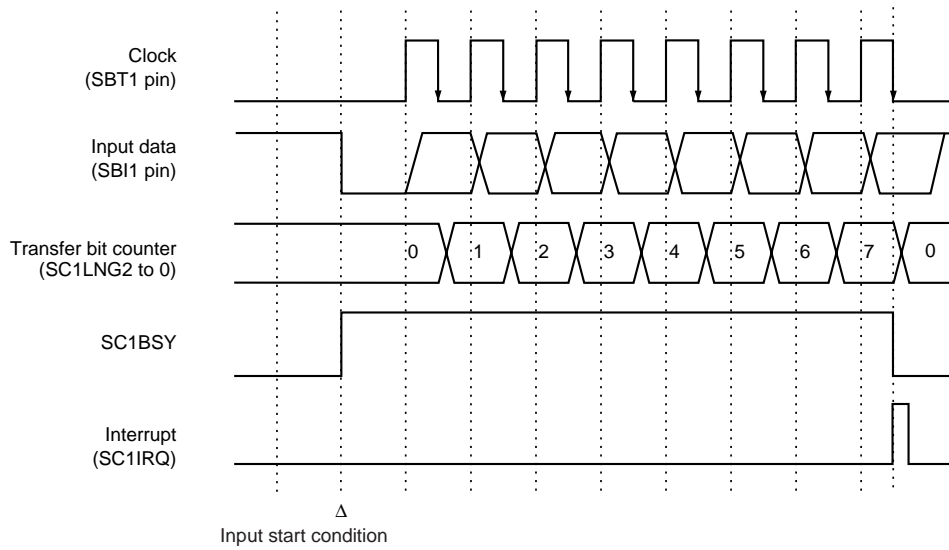 Clock
(SBT1 pin)
Input data
(SBI1 pin)
Transfer bit counter
(SC1LNG2 to 0)
0 1 2 3 4 5 6 7 0
SC1BSY
Interrupt
(SC1IRQ)
Δ
Input start condition